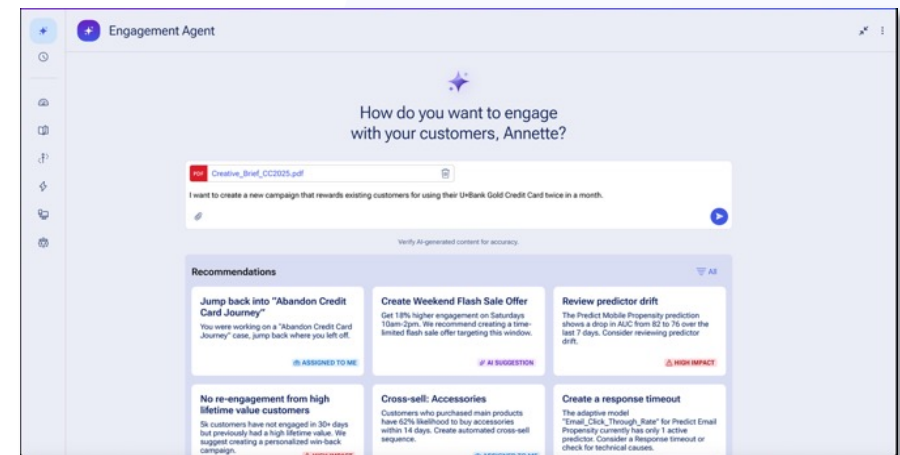 Engagement Agent
How do you want to engage
with your customers, Annette?
PDF
Creative_Brief_CC2025.pdf
I want to create a new campaign that rewards existing customers for using their U+Bank Gold Credit Card twice in a month.
Verify AI-generated content for accuracy.
Recommendations
All
Jump back into "Abandon Credit
Card Journey"
You were working on a "Abandon Credit Card
Journey" case, jump back where you left off.
ASSIGNED TO ME
Create Weekend Flash Sale Offer
Get 18% higher engagement on Saturdays
10am-2pm. We recommend creating a time-
limited flash sale offer targeting this window.
AI SUGGESTION
Review predictor drift
The Predict Mobile Propensity prediction
shows a drop in AUC from 82 to 76 over the
last 7 days. Consider reviewing predictor
drift.
HIGH IMPACT
No re-engagement from high
lifetime value customers
5k customers have not engaged in 30+ days
but previously had a high lifetime value. We
suggest creating a personalized win-back
campaign.
HIGH IMPACT
Cross-sell: Accessories
Customers who purchased main products
have 62% likelihood to buy accessories
within 14 days. Create automated cross-sell
sequence.
ASSIGNED TO ME
Create a response timeout
The adaptive model
"Email_Click_Through_Rate" for Predict Email
Propensity currently has only 1 active
predictor. Consider a Response timeout or
check for technical causes.